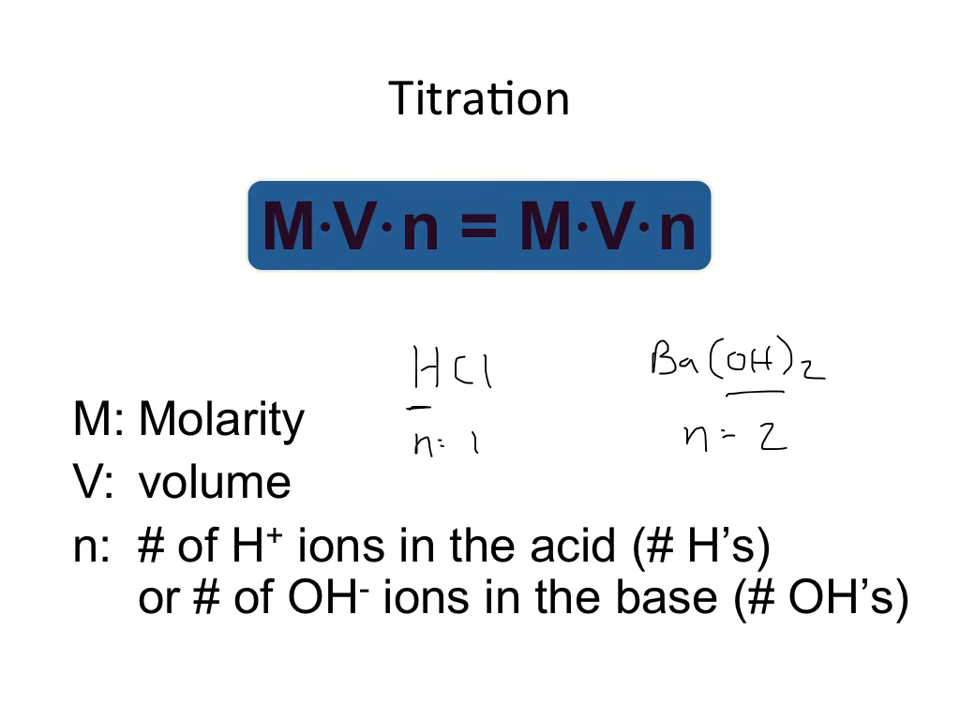 Titration
M·V·n = M·V·n
HCl
n = 1
Ba(OH)2
n = 2
M: Molarity
V: volume
n: # of H+ ions in the acid (# H’s)
or # of OH- ions in the base (# OH’s)